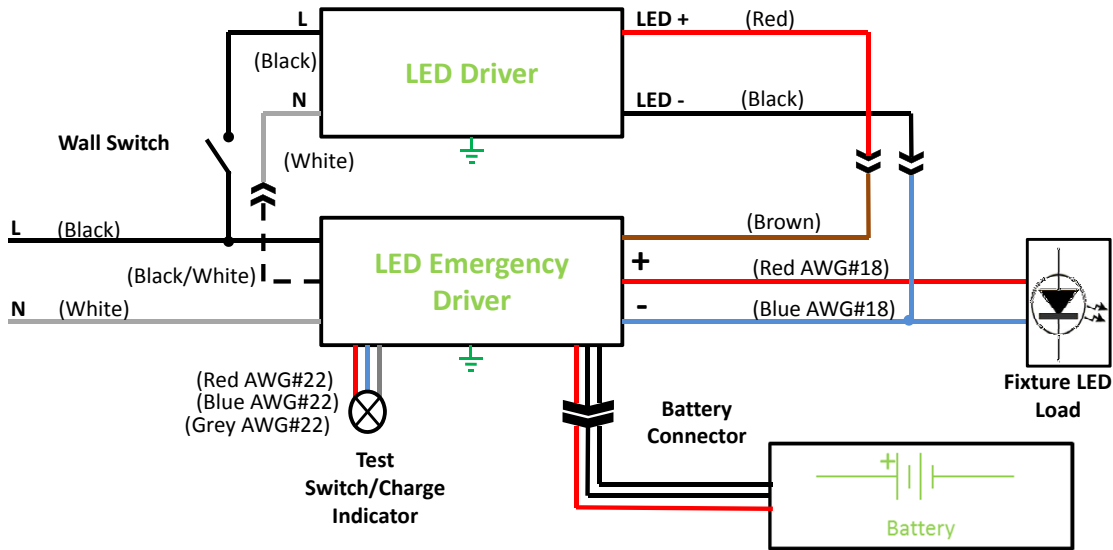 L
LED +
(Red)
(Black)
LED Driver
N
LED -
(Black)
Wall Switch
(White)
L
(Black)
(Brown)
(Black/White)
LED Emergency
Driver
+
(Red AWG#18)
N
(White)
-
(Blue AWG#18)
(Red AWG#22)
(Blue AWG#22)
(Grey AWG#22)
Fixture LED
Load
Battery
Connector
Test
Switch/Charge
Indicator
+
Battery